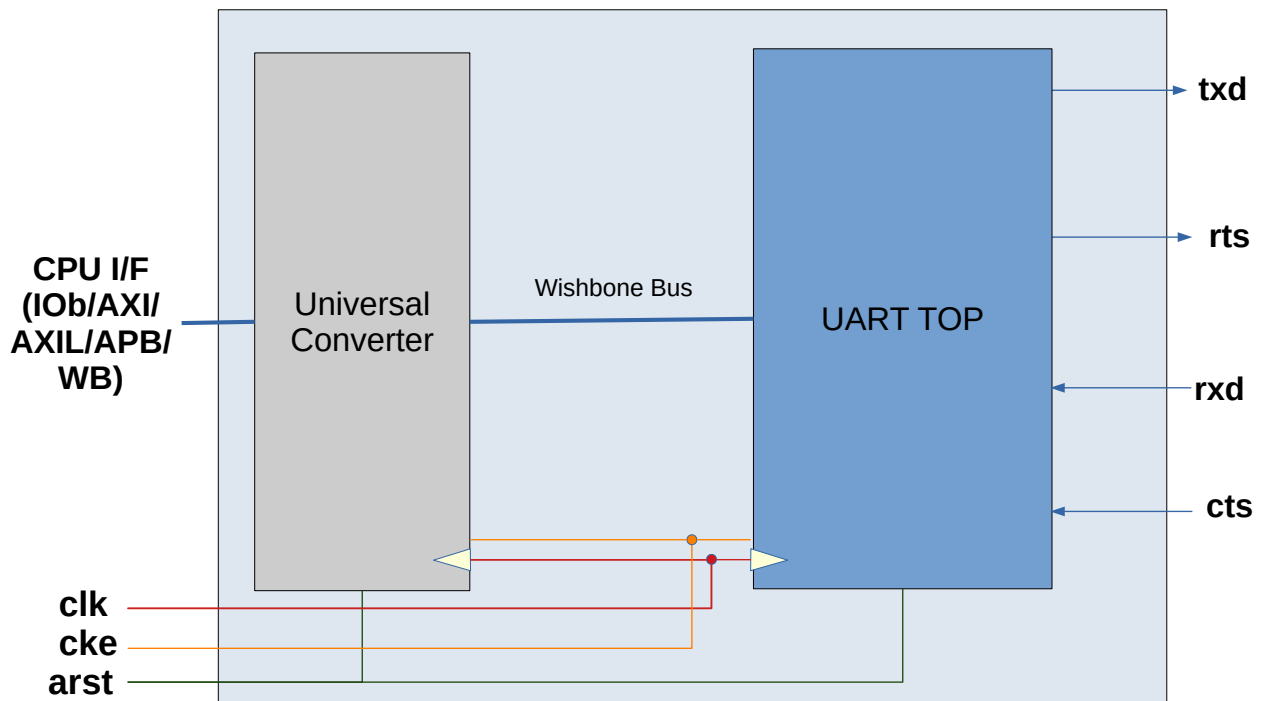 txd
rts
CPU I/F
(IOb/AXI/
AXIL/APB/
WB)
Universal
Converter
Wishbone Bus
UART TOP
rxd
cts
clk
cke
arst